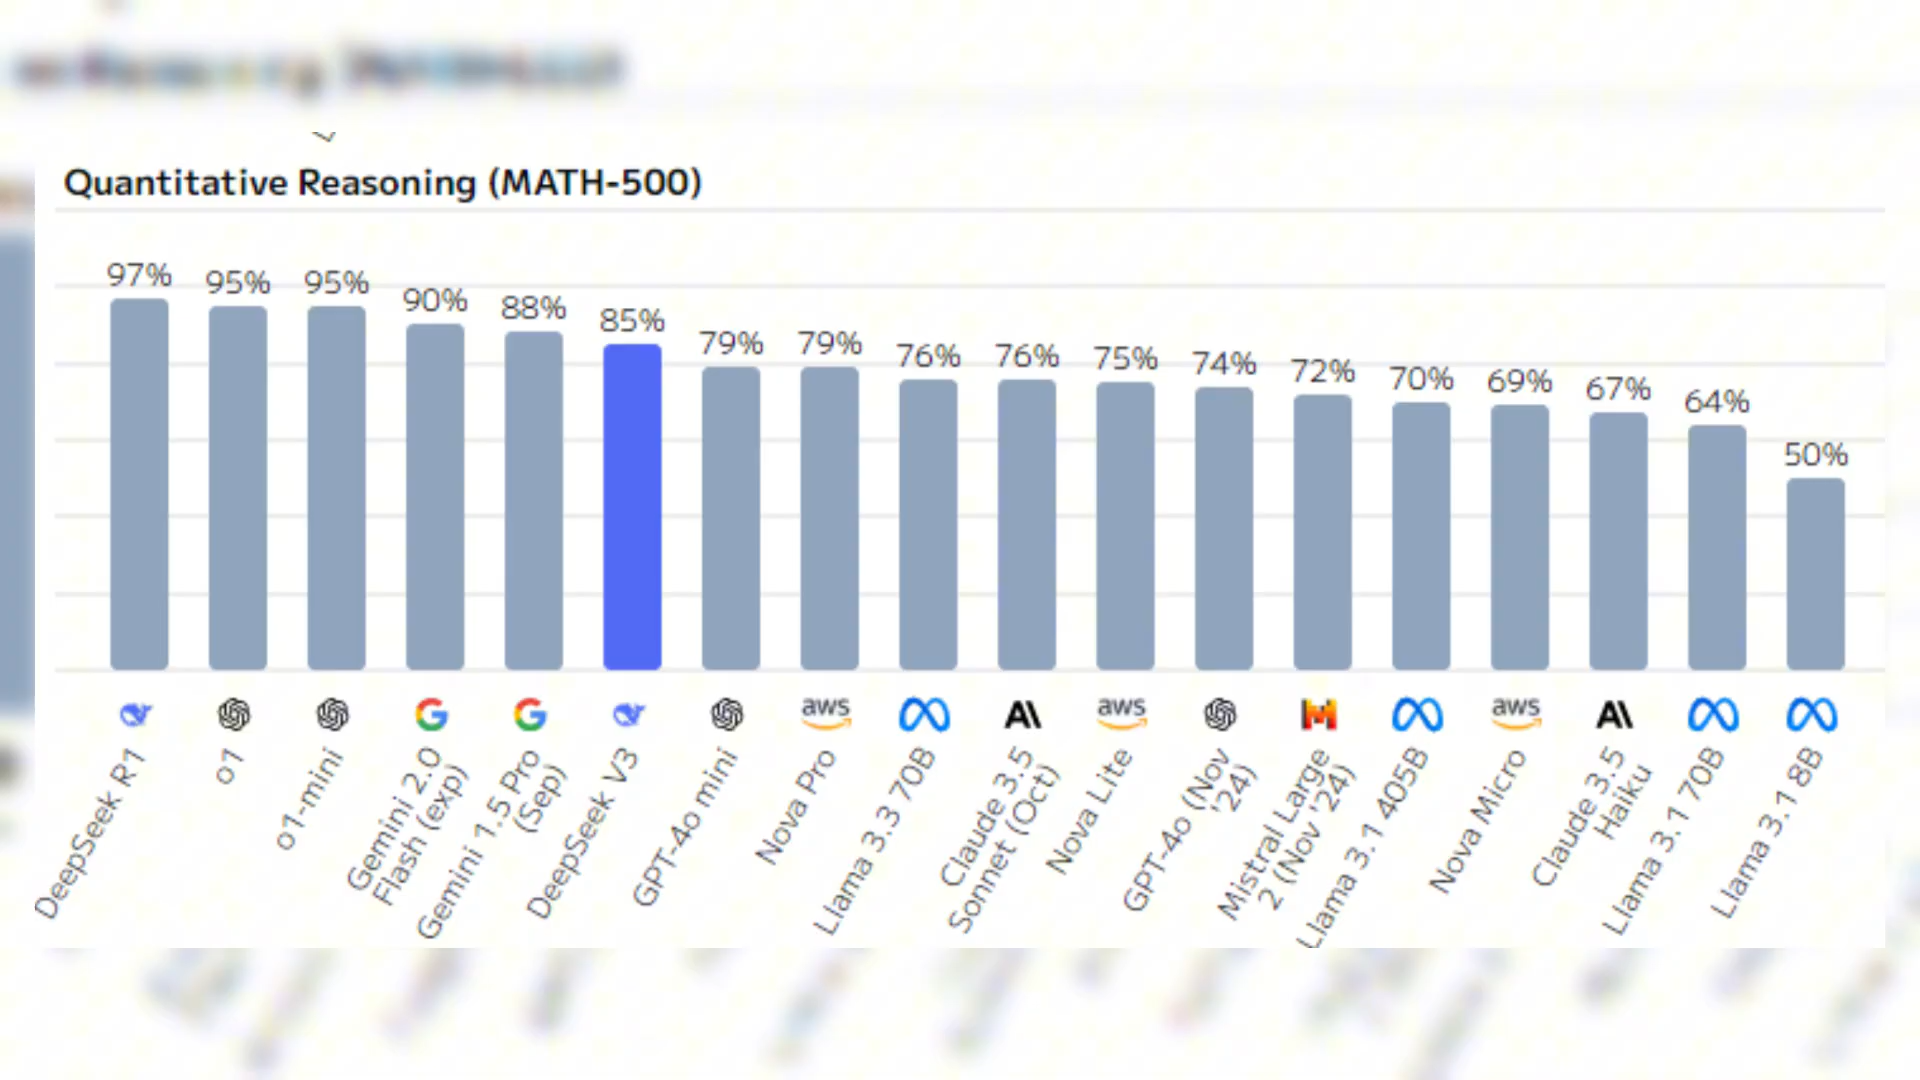 Quantitative Reasoning (MATH-500)
97%
95%
95%
90%
88%
85%
79%
79%
76%
76%
75%
74%
72%
70%
69%
67%
64%
50%
aws
aws
aws
DeepSeek R1
o1
o1-mini
Gemini 2.0
Flash (exp)
Gemini 1.5 Pro
(Sep)
DeepSeek V3
GPT-4o mini
Nova Pro
Llama 3.3 70B
Claude 3.5
Sonnet (Oct)
Nova Lite
GPT-4o (Nov
'24)
Mistral Large
2 (Nov '24)
Llama 3.1 405B
Nova Micro
Claude 3.5
Haiku
Llama 3.1 70B
Llama 3.1 8B